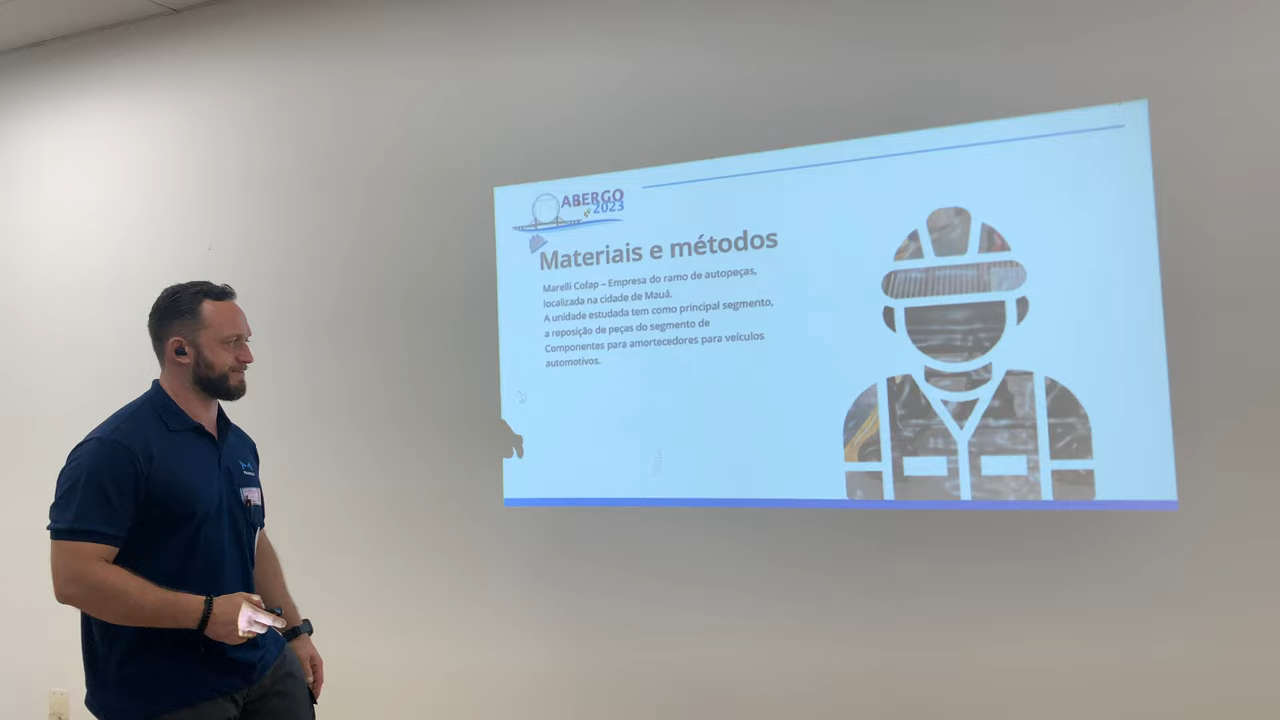 ABERGO
2023
Materiais e métodos
Marelli Cofap – Empresa do ramo de autopeças,
localizada na cidade de Mauá.
A unidade estudada tem como principal segmento,
a reposição de peças do segmento de
Componentes para amortecedores para veículos
automotivos.